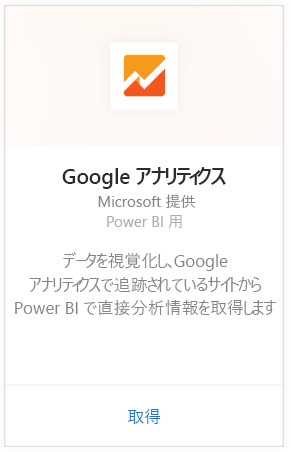 Google アナリティクス
Microsoft 提供
Power BI 用
データを視覚化し、Google
アナリティクスで追跡されているサイトから
Power BI で直接分析情報を取得します
取得